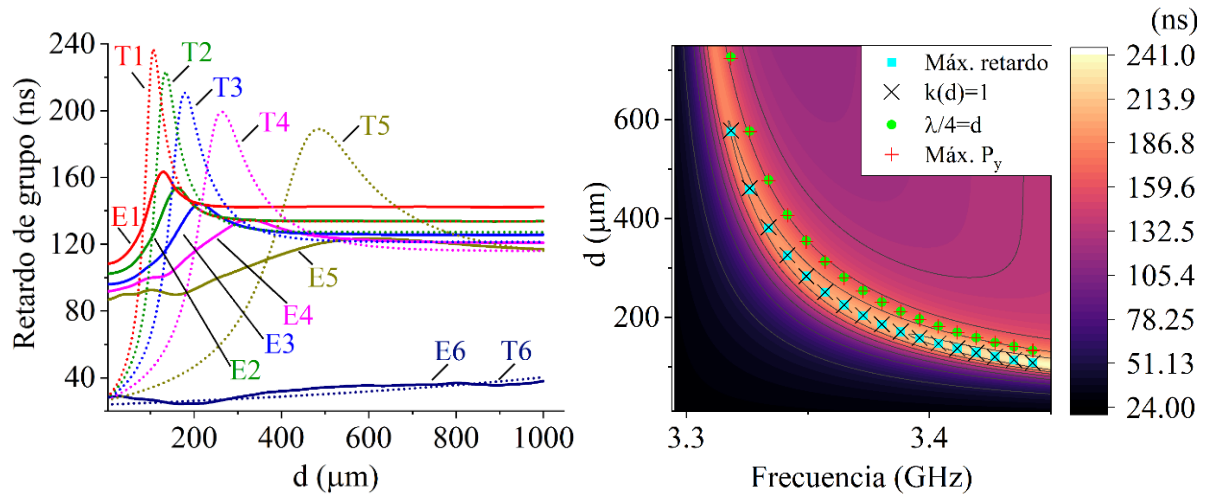 Retardo de grupo (ns)
240
200
160
120
80
40
200
400
600
800
1000
d (μm)
T1
T2
T3
T4
T5
E1
E5
E4
E3
E2
E6
T6
d (μm)
600
400
200
3.3
3.4
Frecuencia (GHz)
Máx. retardo
k(d)=1
λ/4=d
Máx. Py
(ns)
241.0
213.9
186.8
159.6
132.5
105.4
78.25
51.13
24.00